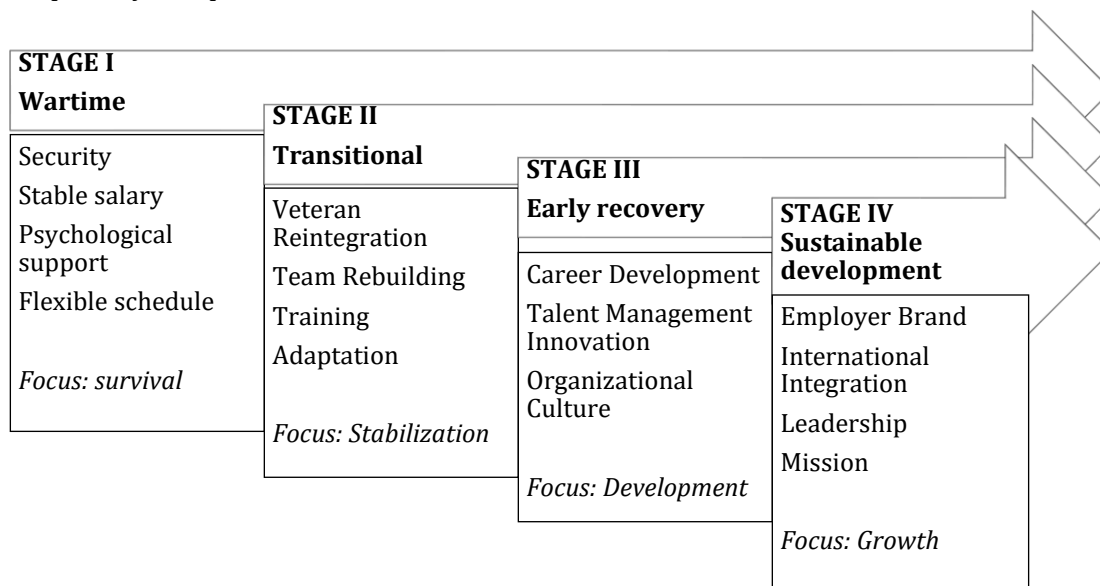 STAGE I
Wartime
Security
Stable salary
Psychological
support
Flexible schedule
Focus: survival
STAGE II
Transitional
Veteran
Reintegration
Team Rebuilding
Training
Adaptation
Focus: Stabilization
STAGE III
Early recovery
Career Development
Talent Management
Innovation
Organizational
Culture
Focus: Development
STAGE IV
Sustainable
development
Employer Brand
International
Integration
Leadership
Mission
Focus: Growth